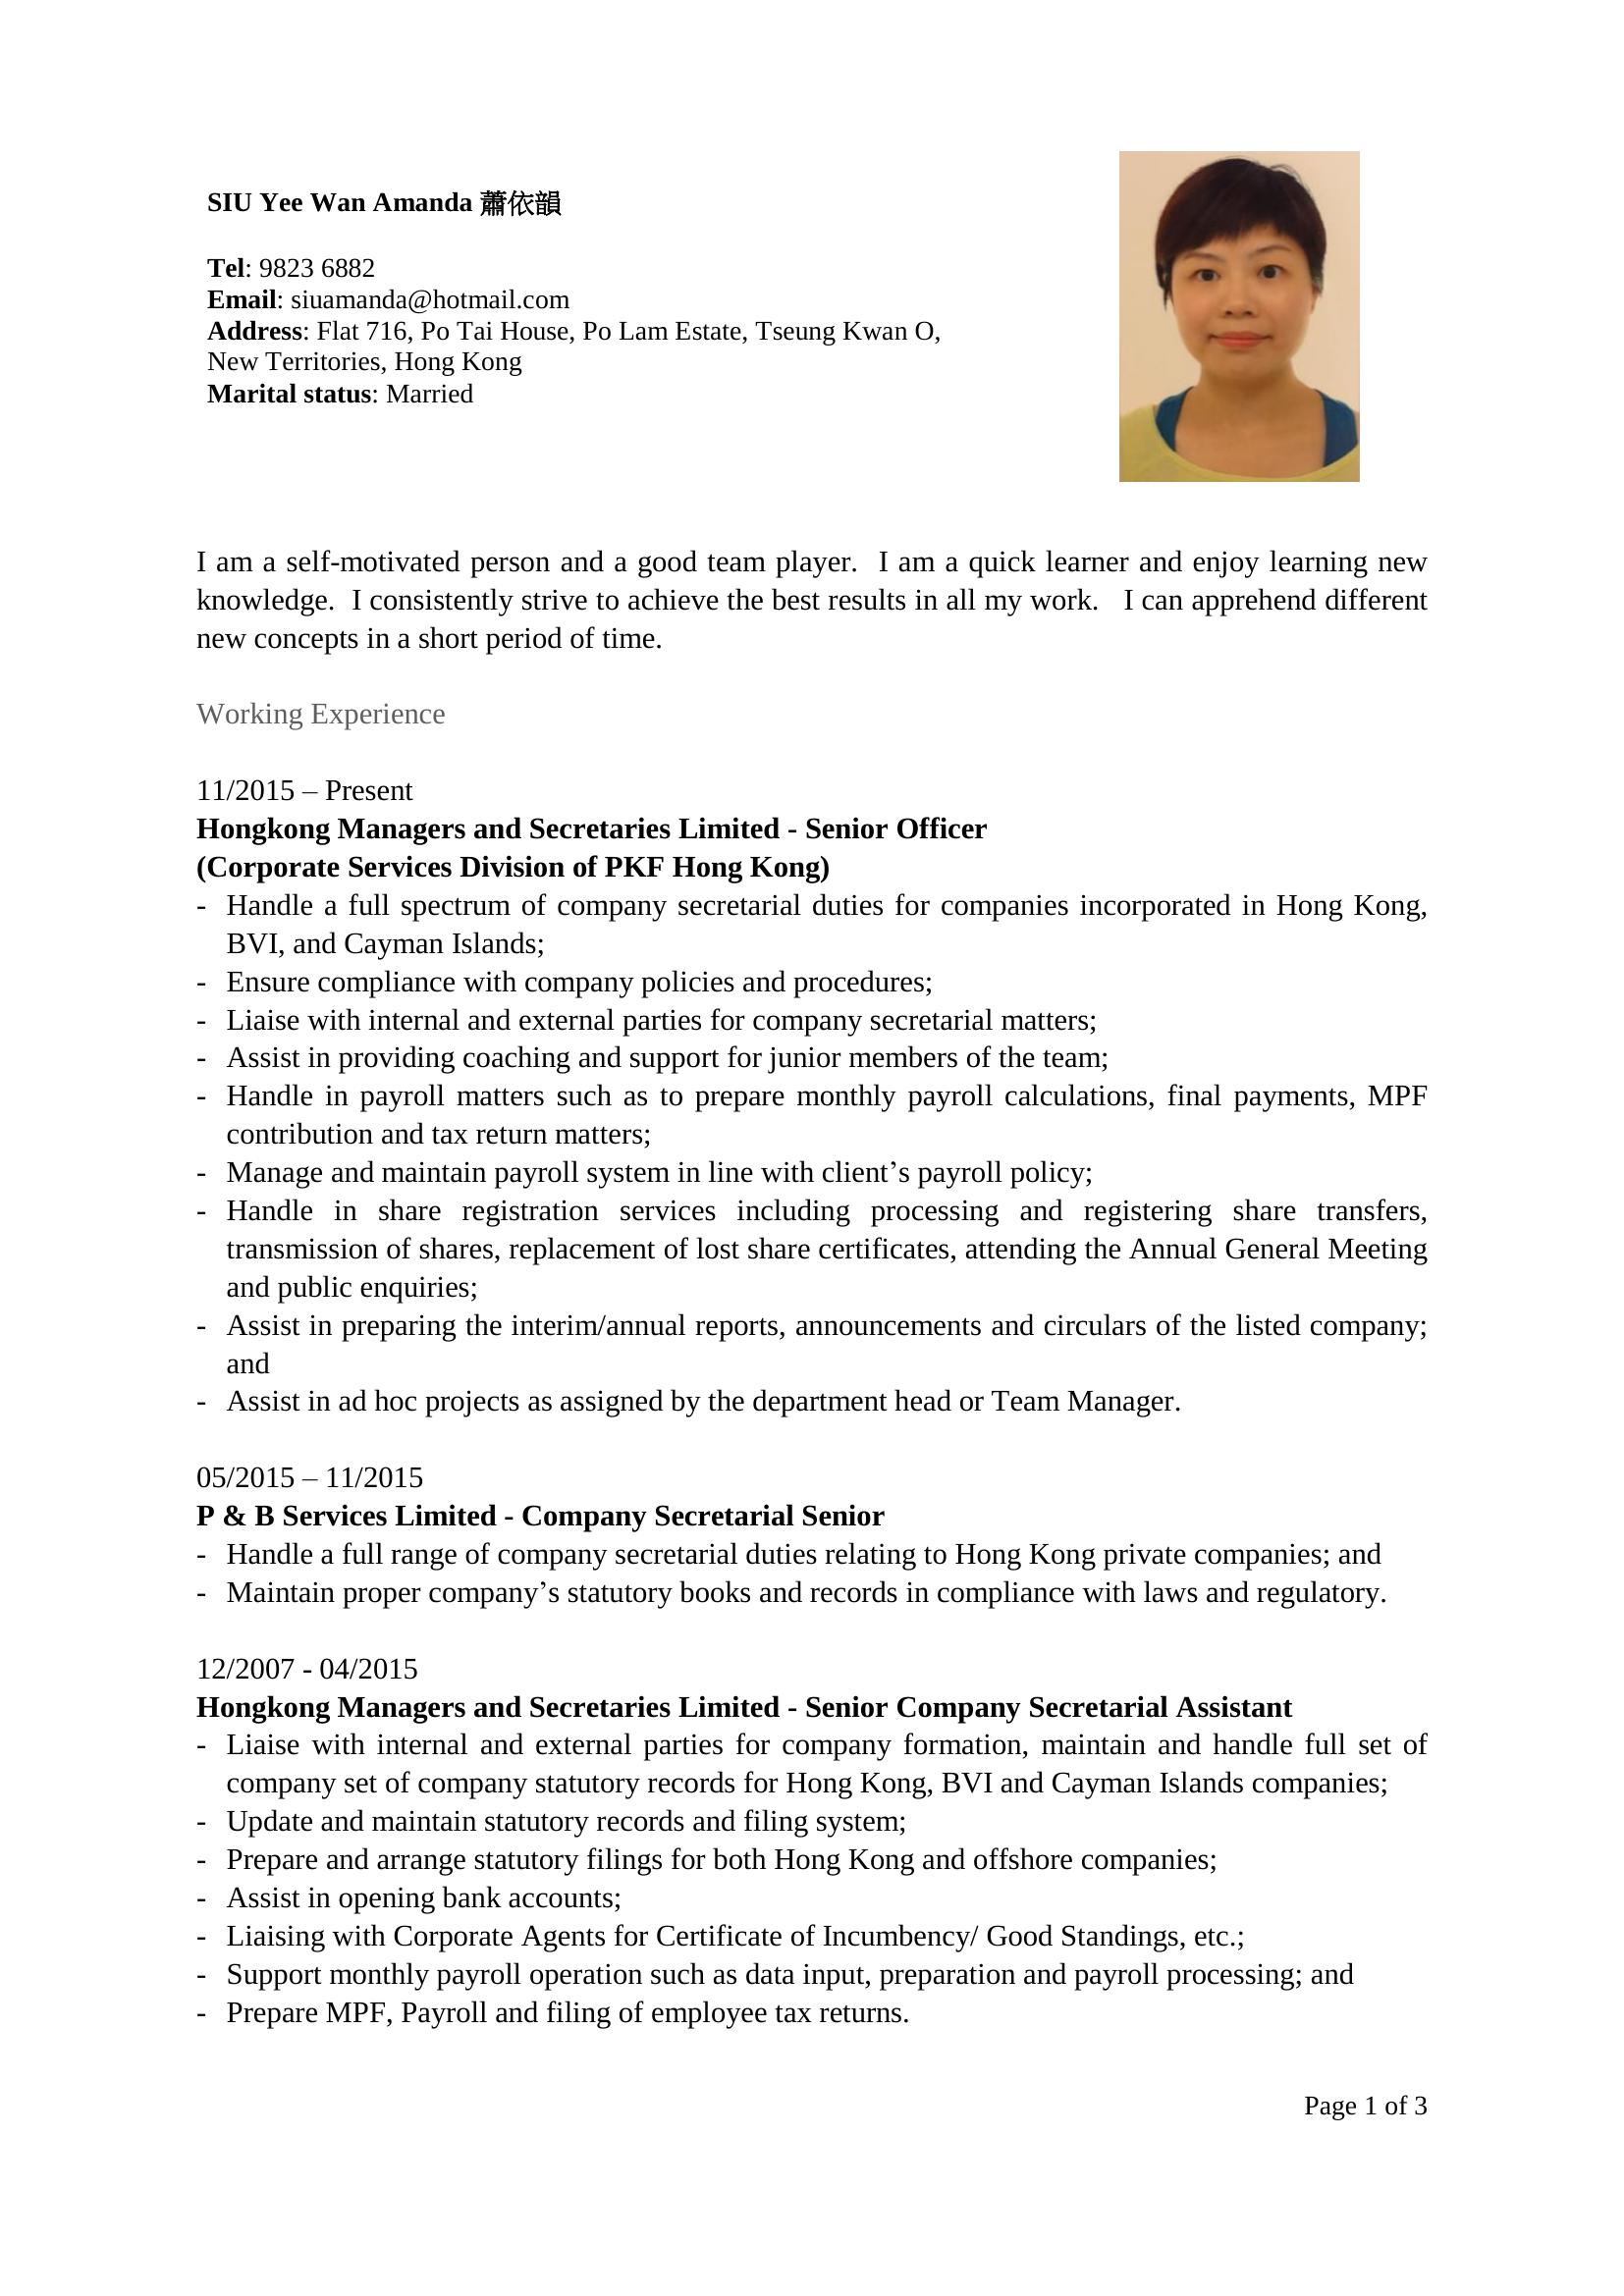 SIU Yee Wan Amanda 蕭依韻
Tel: 9823 6882
Email: siuamanda@hotmail.com
Address: Flat 716, Po Tai House, Po Lam Estate, Tseung Kwan O,
New Territories, Hong Kong
Marital status: Married
I am a self-motivated person and a good team player.  I am a quick learner and enjoy learning new
knowledge.  I consistently strive to achieve the best results in all my work.   I can apprehend different
new concepts in a short period of time.
Working Experience
11/2015 – Present
Hongkong Managers and Secretaries Limited - Senior Officer
(Corporate Services Division of PKF Hong Kong)
- Handle a full spectrum of company secretarial duties for companies incorporated in Hong Kong,
BVI, and Cayman Islands;
- Ensure compliance with company policies and procedures;
- Liaise with internal and external parties for company secretarial matters;
- Assist in providing coaching and support for junior members of the team;
- Handle in payroll matters such as to prepare monthly payroll calculations, final payments, MPF
contribution and tax return matters;
- Manage and maintain payroll system in line with client’s payroll policy;
- Handle in share registration services including processing and registering share transfers,
transmission of shares, replacement of lost share certificates, attending the Annual General Meeting
and public enquiries;
- Assist in preparing the interim/annual reports, announcements and circulars of the listed company;
and
- Assist in ad hoc projects as assigned by the department head or Team Manager.
05/2015 – 11/2015
P & B Services Limited - Company Secretarial Senior
- Handle a full range of company secretarial duties relating to Hong Kong private companies; and
- Maintain proper company’s statutory books and records in compliance with laws and regulatory.
12/2007 - 04/2015
Hongkong Managers and Secretaries Limited - Senior Company Secretarial Assistant
- Liaise with internal and external parties for company formation, maintain and handle full set of
company set of company statutory records for Hong Kong, BVI and Cayman Islands companies;
- Update and maintain statutory records and filing system;
- Prepare and arrange statutory filings for both Hong Kong and offshore companies;
- Assist in opening bank accounts;
- Liaising with Corporate Agents for Certificate of Incumbency/ Good Standings, etc.;
- Support monthly payroll operation such as data input, preparation and payroll processing; and
- Prepare MPF, Payroll and filing of employee tax returns.
Page 1 of 3